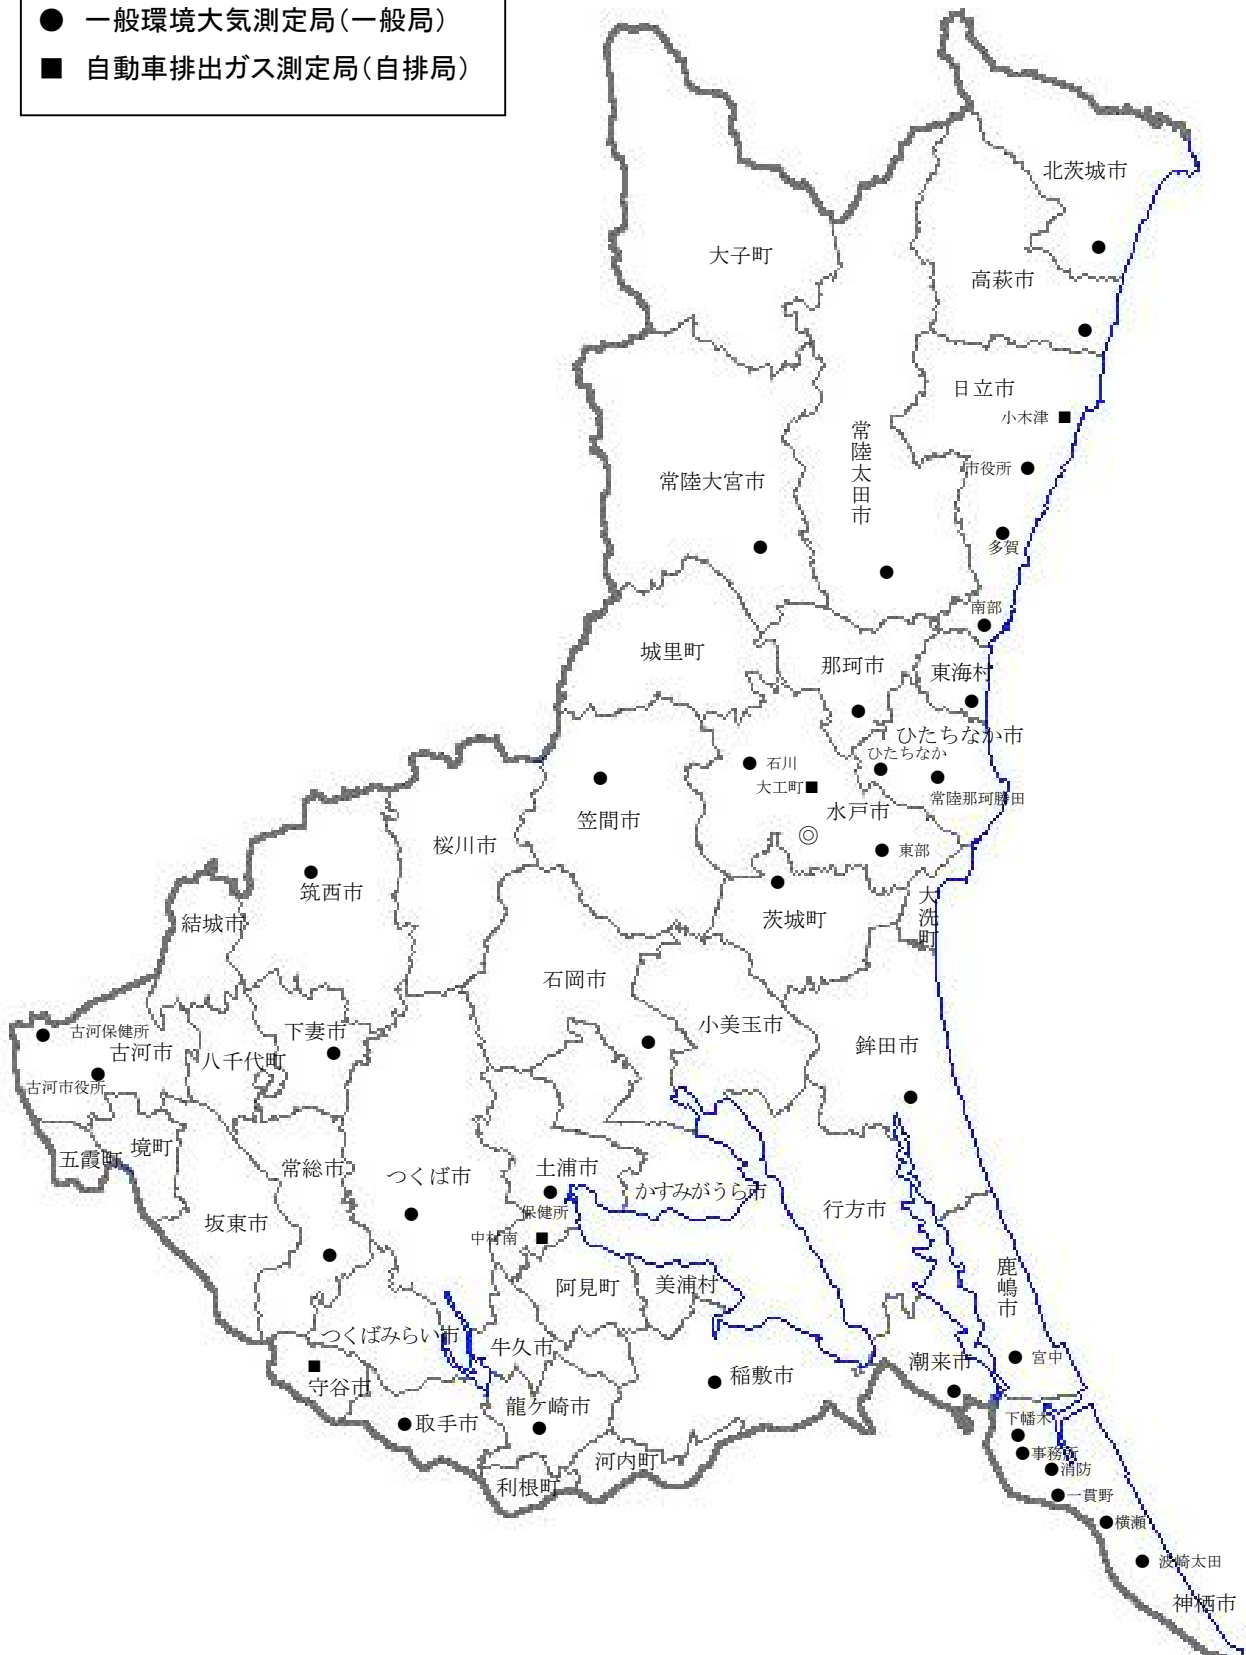 ● 一般環境大気測定局(一般局)
■ 自動車排出ガス測定局(自排局)
北茨城市
大子町
高萩市
日立市
小木津
常陸太田市
市役所
常陸大宮市
多賀
南部
城里町
那珂市
東海村
ひたちなか市
ひたちなか
石川
大工町
常陸那珂勝田
水戸市
笠間市
桜川市
東部
筑西市
茨城町
大洗町
結城市
石岡市
小美玉市
古河保健所
下妻市
古河市
八千代町
鉾田市
古河市役所
境町
五霞町
常総市
つくば市
土浦市
かすみがうら市
保健所
坂東市
行方市
中村南
阿見町
美浦村
鹿嶋市
つくばみらい市
牛久市
宮中
潮来市
稲敷市
守谷市
龍ケ崎市
取手市
下幡木
事務所
河内町
消防
利根町
一貫野
横瀬
波崎太田
神栖市